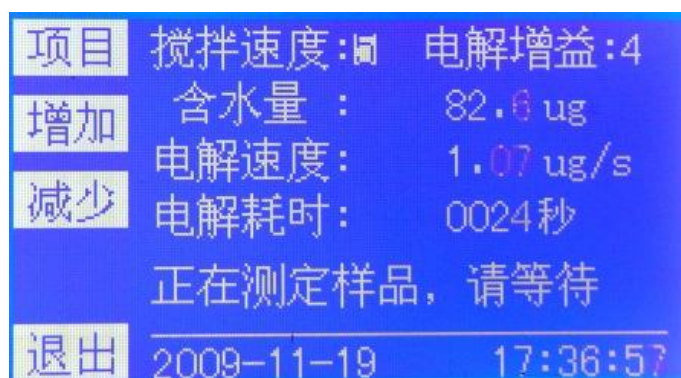 项目 搅拌速度: 电解增益:4
增加 含水量 : 82.6 ug
电解速度: 1.07 ug/s
减少 电解耗时: 0024秒
正在测定样品，请等待
退出 2009-11-19 17:36:57